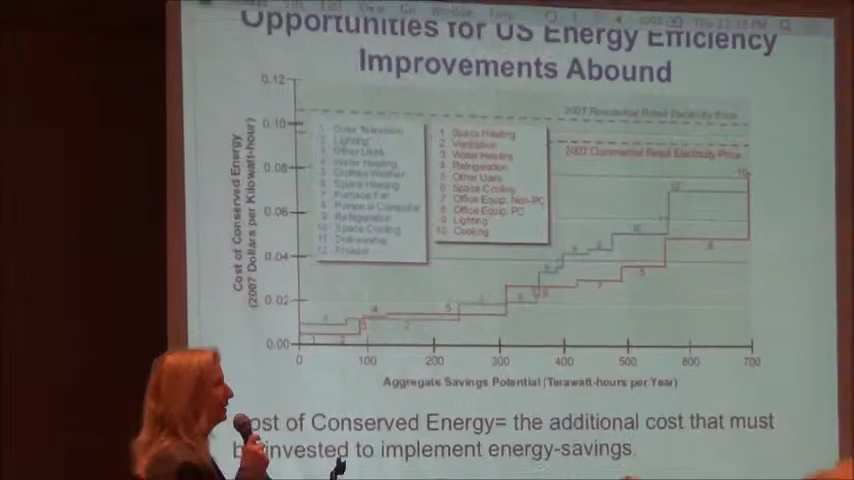 Opportunities for US Energy Efficiency
Improvements Abound
0.12
0.10
0.08
0.06
0.04
0.02
0.00
Cost of Conserved Energy
(2007 Dollars per Kilowatt-hour)
2007 Residential Retail Electricity Price
2007 Commercial Retail Electricity Price
1 Color Television
2 Lighting
3 Other Uses
4 Water Heating
5 Clothes Washer
6 Space Heating
7 Furnace Fan
8 Personal Computer
9 Refrigeration
10 Space Cooling
11 Dishwasher
12 Freezer
1 Space Heating
2 Ventilation
3 Water Heating
4 Refrigeration
5 Other Uses
6 Space Cooling
7 Office Equip. Non-PC
8 Office Equip. PC
9 Lighting
10 Cooking
0 100 200 300 400 500 600 700
Aggregate Savings Potential (Terawatt-hours per Year)
Cost of Conserved Energy= the additional cost that must
be invested to implement energy-savings.